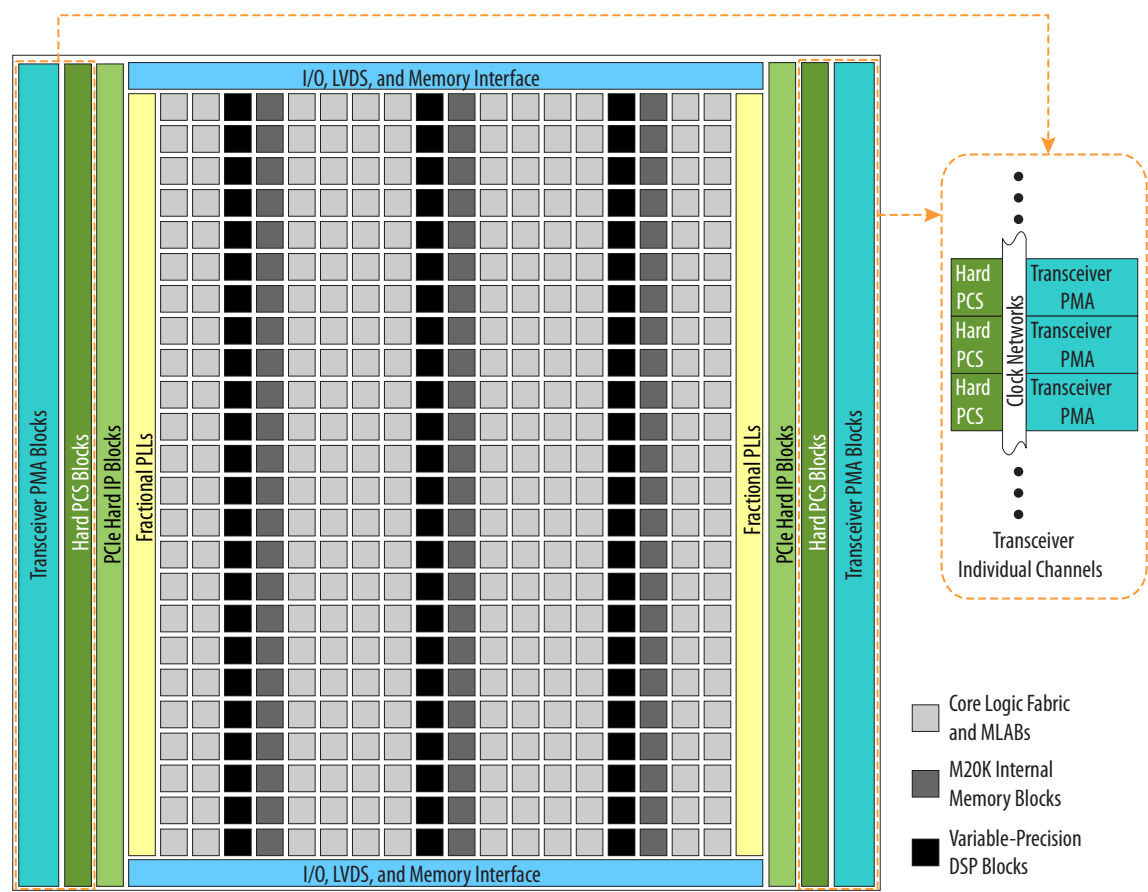 I/O, LVDS, and Memory Interface
Transceiver PMA Blocks
Hard PCS Blocks
PCIe Hard IP Blocks
Fractional PLLs
Fractional PLLs
PCIe Hard IP Blocks
Hard PCS Blocks
Transceiver PMA Blocks
I/O, LVDS, and Memory Interface
Hard
PCS
Transceiver
PMA
Hard
PCS
Transceiver
PMA
Hard
PCS
Transceiver
PMA
Clock Networks
Transceiver
Individual Channels
Core Logic Fabric
and MLABs
M20K Internal
Memory Blocks
Variable-Precision
DSP Blocks